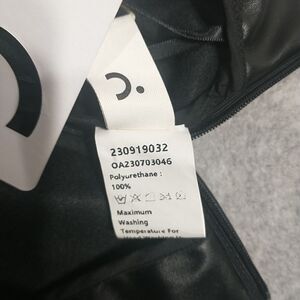 C.
230919032
OA230703046
Polyurethane :
100%
Maximum
Washing
Temperature For